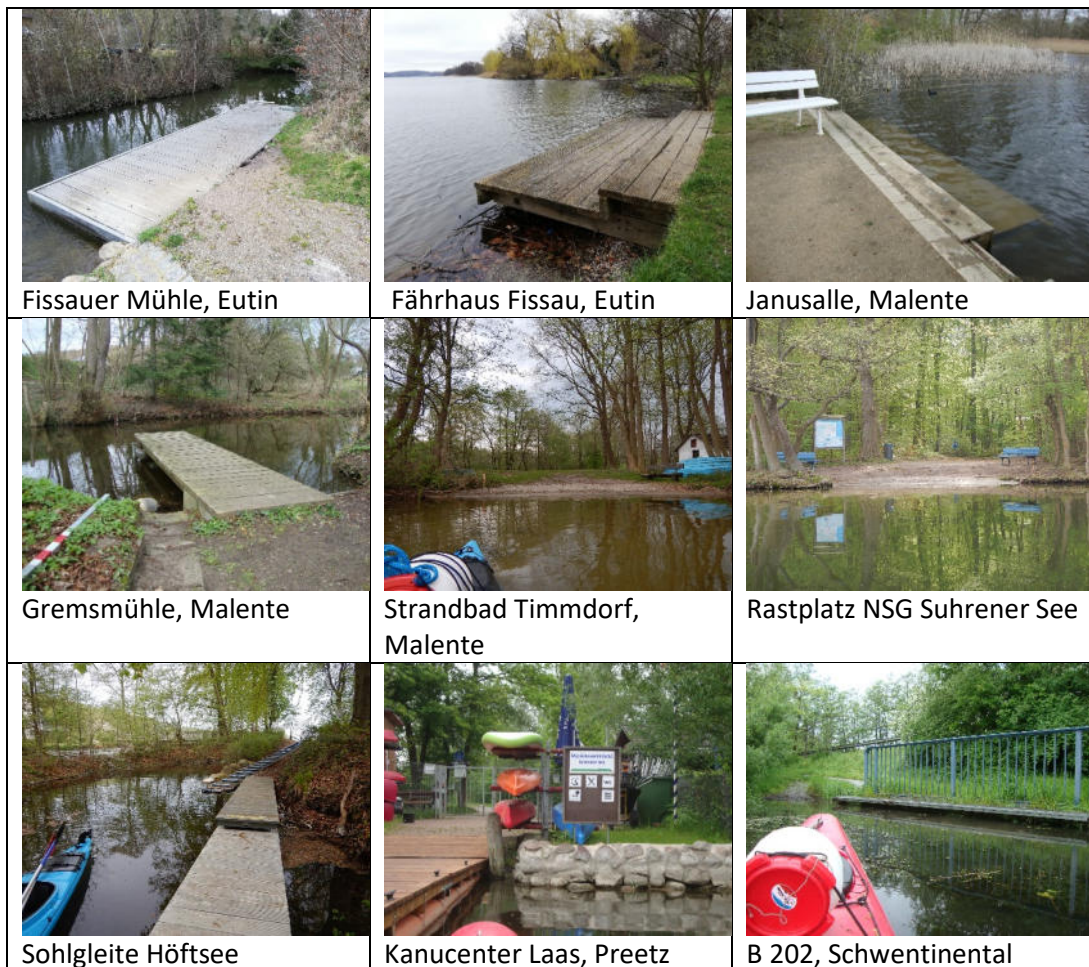 Fissauer Mühle, Eutin
Fährhaus Fissau, Eutin
Janusalle, Malente
Gremsmühle, Malente
Strandbad Timmdorf,
Malente
Rastplatz NSG Suhrener See
Sohlgleite Höftsee
Kanucenter Laas, Preetz
B 202, Schwentinental